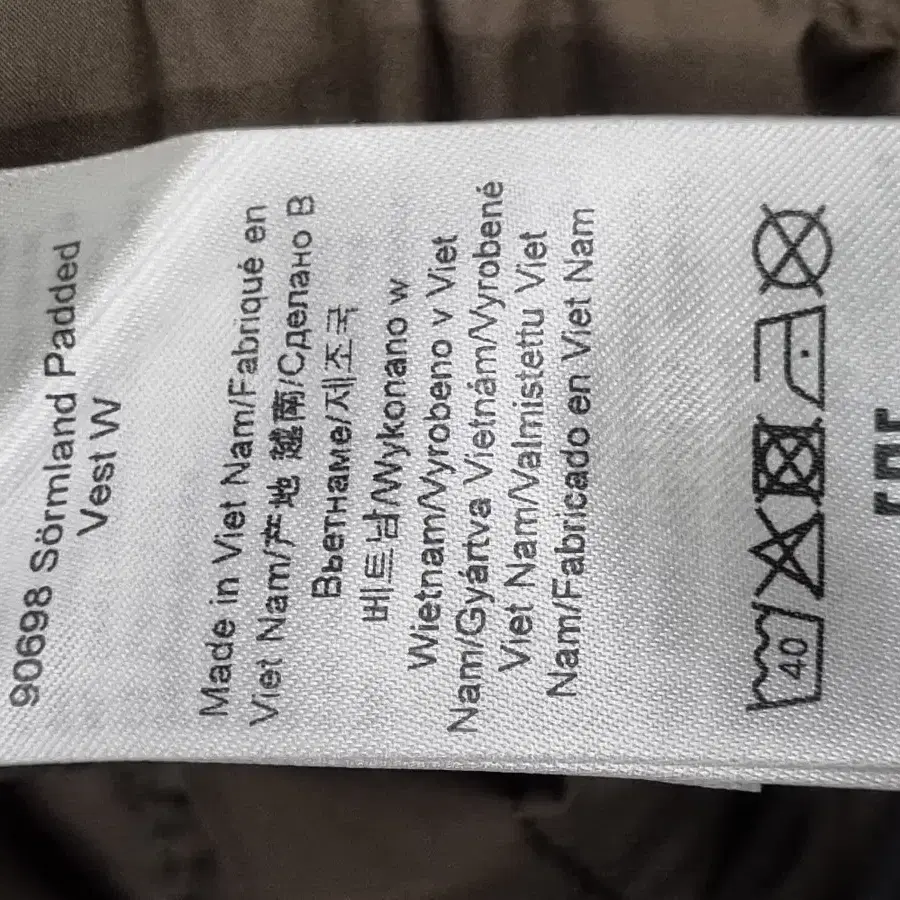 90698 Sörmland Padded
Vest W
Made in Viet Nam/Fabriqué en
Viet Nam/产地 越南/Сделано В
Вьетнаме/제조국
베트남/Wykonano w
Wietnam/Vyrobeno v Viet
Nam/Gyártva Vietnám/Vyrobené
Viet Nam/Valmistettu Viet
Nam/Fabricado en Viet Nam
40